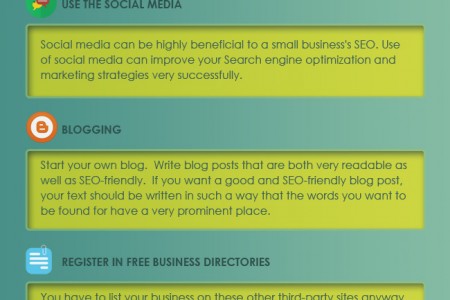 USE THE SOCIAL MEDIA
Social media can be highly beneficial to a small business's SEO. Use
of social media can improve your Search engine optimization and
marketing strategies very successfully.
BLOGGING
Start your own blog.  Write blog posts that are both very readable as
well as SEO-friendly.  If you want a good and SEO-friendly blog post,
your text should be written in such a way that the words you want to
be found for have a very prominent place.
REGISTER IN FREE BUSINESS DIRECTORIES
You have to list your business on these other third-party sites anyway